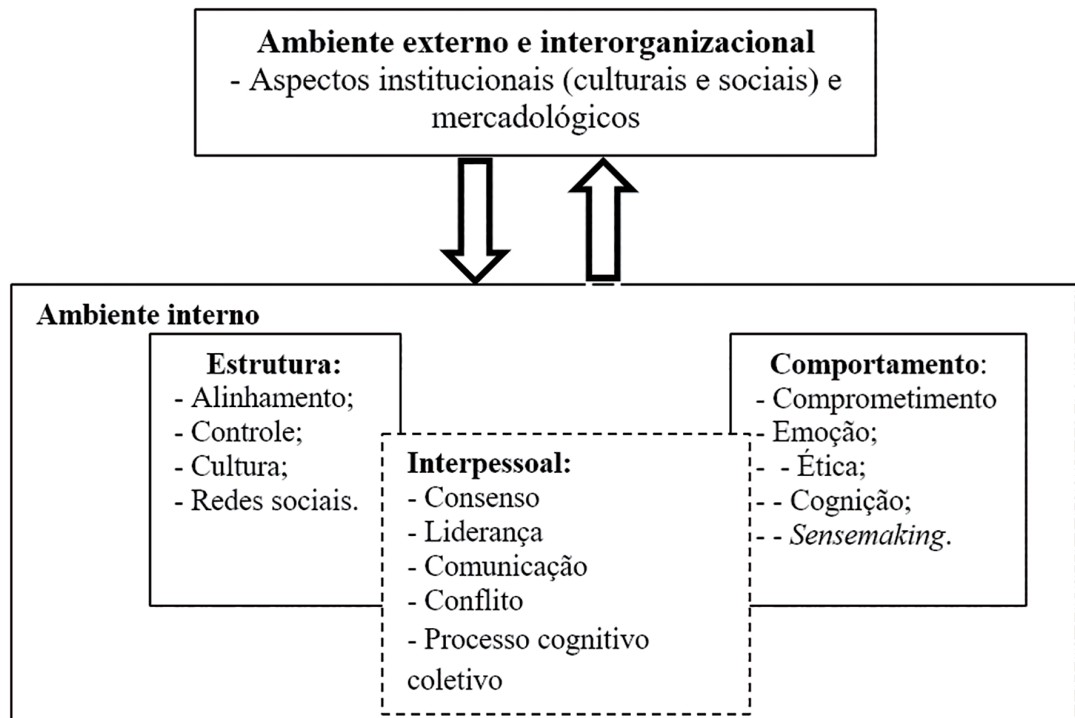 Ambiente externo e interorganizacional
- Aspectos institucionais (culturais e sociais) e
mercadológicos
Ambiente interno
Estrutura:
- Alinhamento;
- Controle;
- Cultura;
- Redes sociais.
Interpessoal:
- Consenso
- Liderança
- Comunicação
- Conflito
- Processo cognitivo
coletivo
Comportamento:
- Comprometimento
- Emoção;
- - Ética;
- - Cognição;
- - Sensemaking.